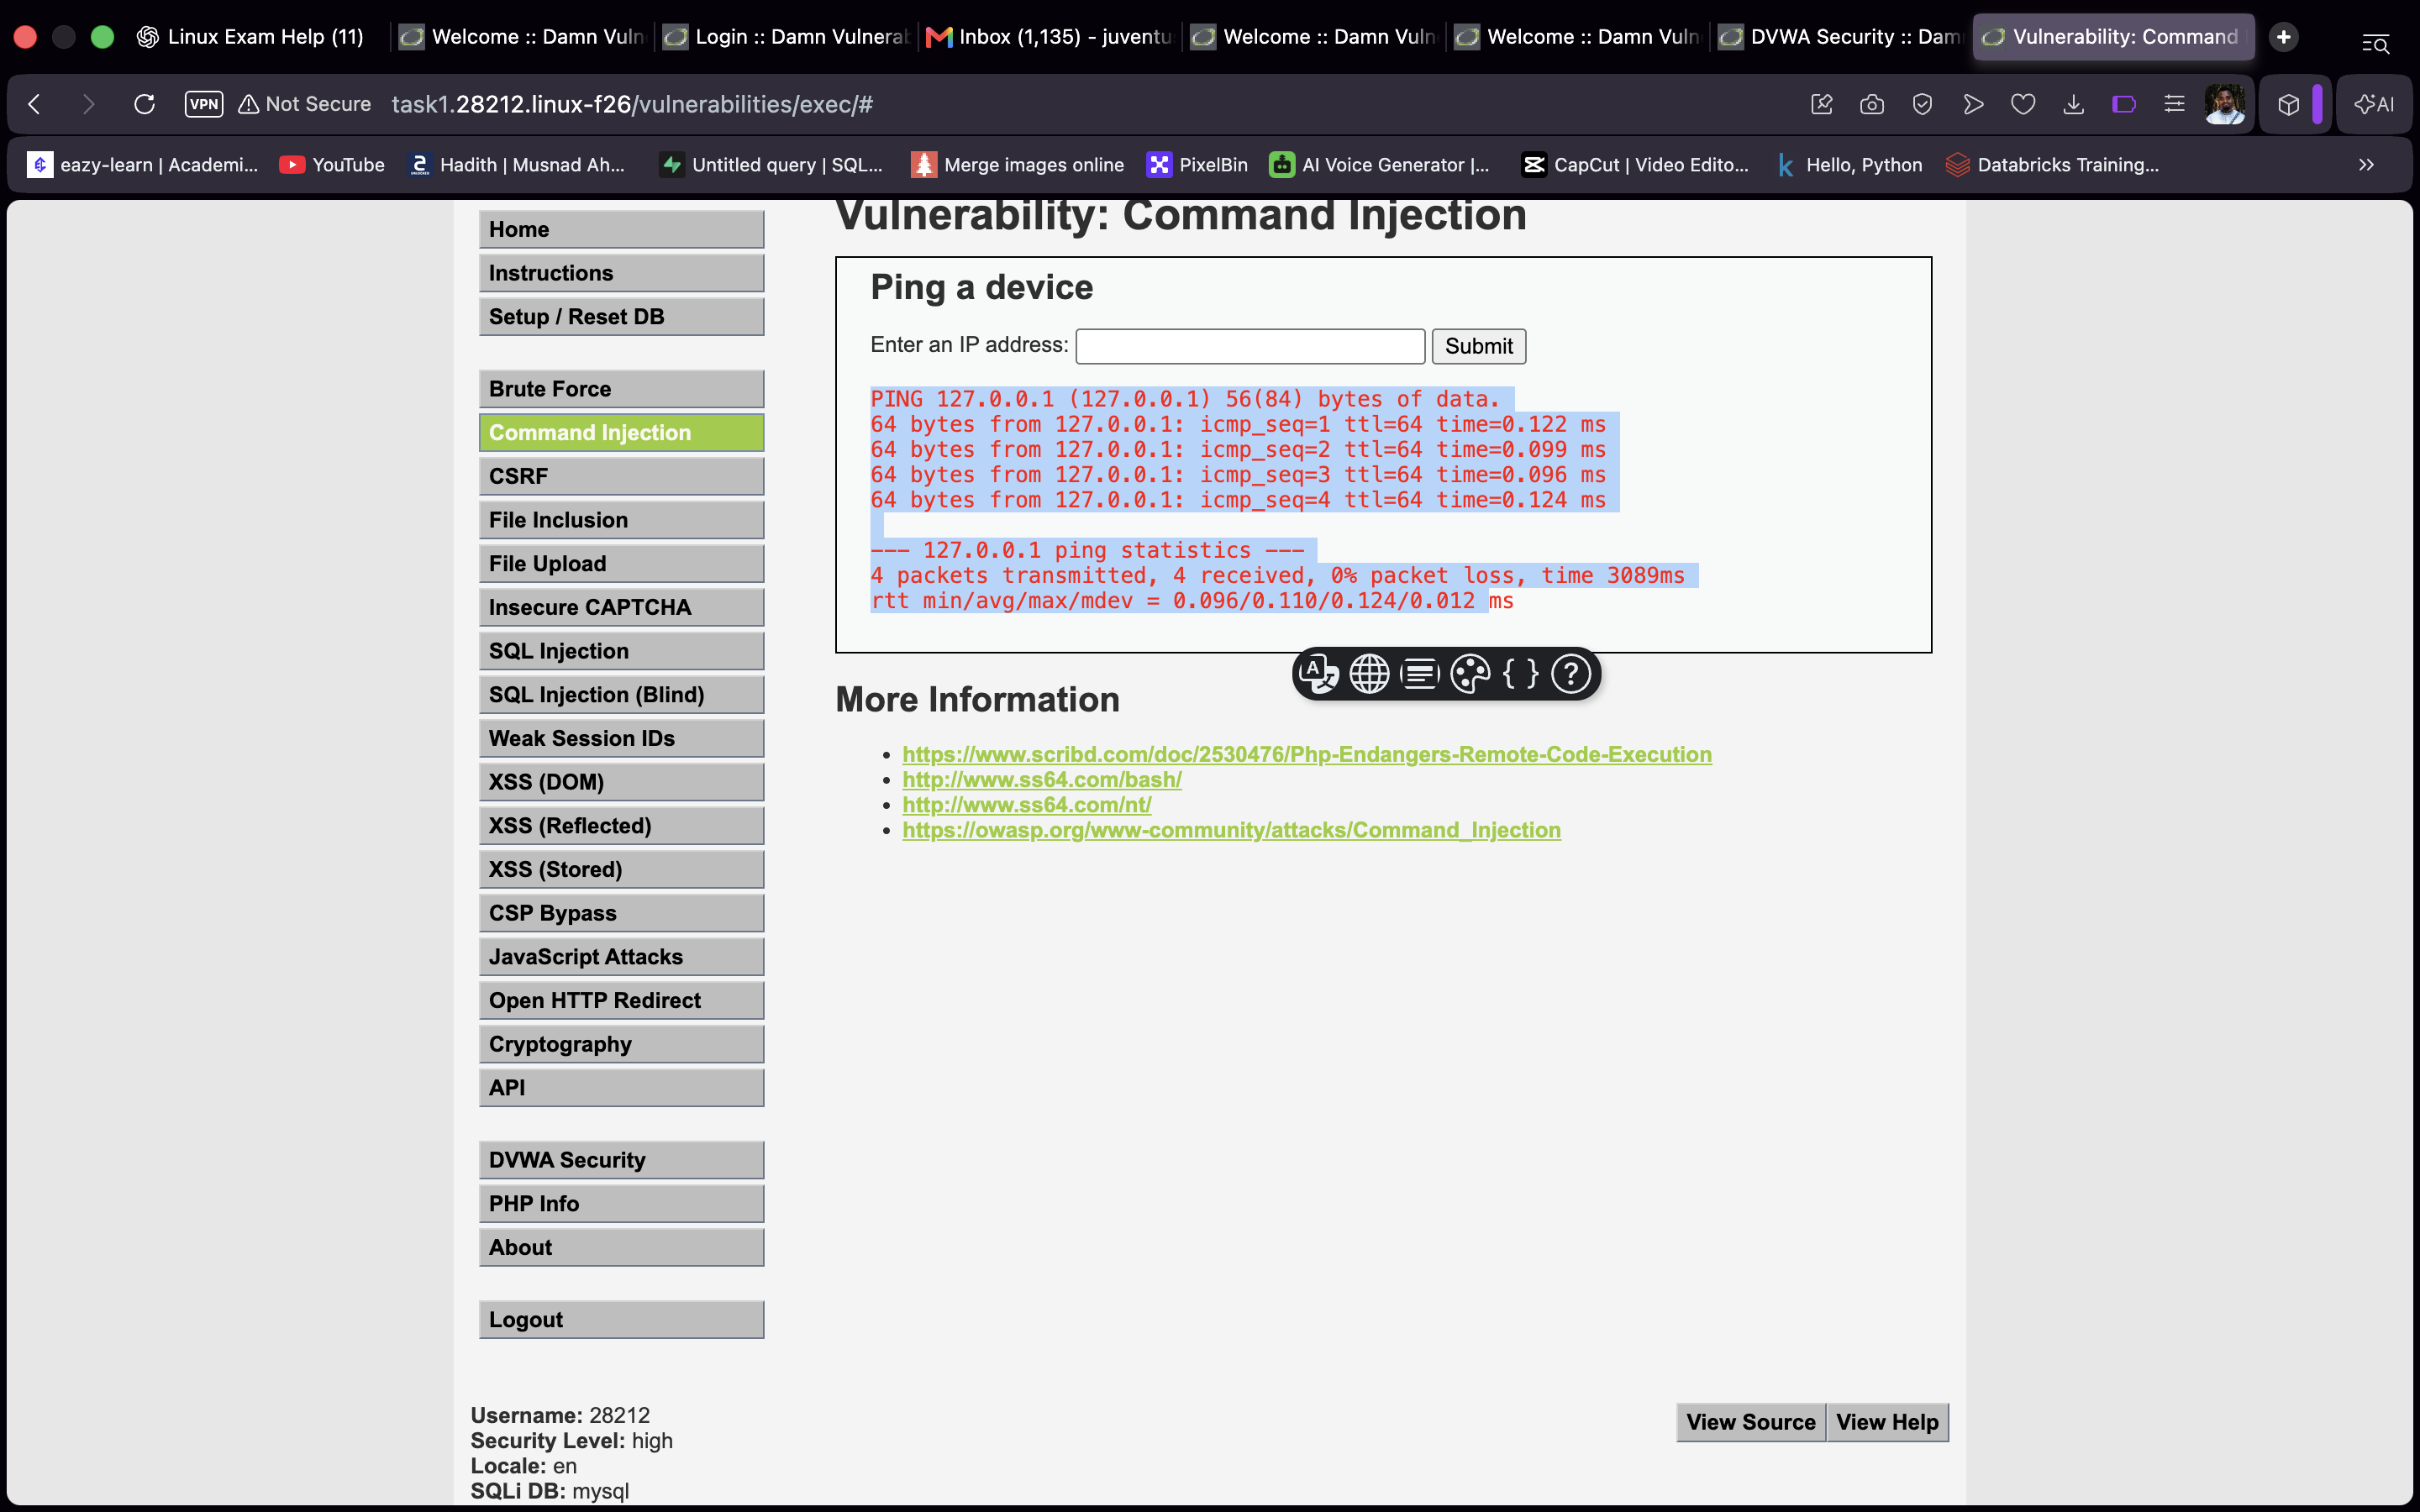 Linux Exam Help (11)
Welcome :: Damn Vuln
Login :: Damn Vulnerab
Inbox (1,135) - juventu
Welcome :: Damn Vuln
Welcome :: Damn Vuln
DVWA Security :: Dam
Vulnerability: Command
VPN
Not Secure
task1.28212.linux-f26/vulnerabilities/exec/#
AI
eazy-learn | Academi...
YouTube
Hadith | Musnad Ah...
Untitled query | SQL...
Merge images online
PixelBin
AI Voice Generator |...
CapCut | Video Edito...
Hello, Python
Databricks Training...
Home
Instructions
Setup / Reset DB
Brute Force
Command Injection
CSRF
File Inclusion
File Upload
Insecure CAPTCHA
SQL Injection
SQL Injection (Blind)
Weak Session IDs
XSS (DOM)
XSS (Reflected)
XSS (Stored)
CSP Bypass
JavaScript Attacks
Open HTTP Redirect
Cryptography
API
DVWA Security
PHP Info
About
Logout
Vulnerability: Command Injection
Ping a device
Enter an IP address:
Submit
PING 127.0.0.1 (127.0.0.1) 56(84) bytes of data.
64 bytes from 127.0.0.1: icmp_seq=1 ttl=64 time=0.122 ms
64 bytes from 127.0.0.1: icmp_seq=2 ttl=64 time=0.099 ms
64 bytes from 127.0.0.1: icmp_seq=3 ttl=64 time=0.096 ms
64 bytes from 127.0.0.1: icmp_seq=4 ttl=64 time=0.124 ms
--- 127.0.0.1 ping statistics ---
4 packets transmitted, 4 received, 0% packet loss, time 3089ms
rtt min/avg/max/mdev = 0.096/0.110/0.124/0.012 ms
More Information
https://www.scribd.com/doc/2530476/Php-Endangers-Remote-Code-Execution
http://www.ss64.com/bash/
http://www.ss64.com/nt/
https://owasp.org/www-community/attacks/Command_Injection
Username: 28212
Security Level: high
Locale: en
SQLi DB: mysql
View Source
View Help